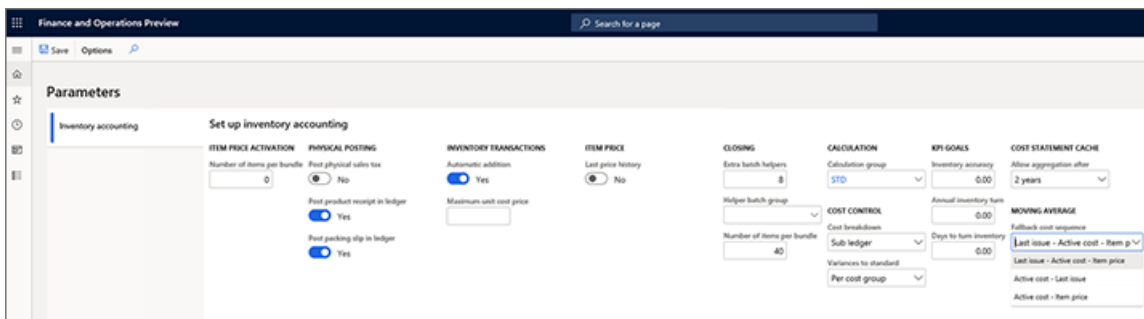 Finance and Operations Preview
Search for a page
Save Options
Parameters
Inventory accounting
Set up inventory accounting
ITEM PRICE ACTIVATION
Number of items per bundle
0
PHYSICAL POSTING
Post physical sales tax
No
Post product receipt in ledger
Yes
Post packing slip in ledger
Yes
INVENTORY TRANSACTIONS
Automatic addition
Yes
Maximum unit cost price
ITEM PRICE
Last price history
No
CLOSING
Extra batch helpers
8
Helper batch group
Number of items per bundle
40
CALCULATION
Calculation group
STD
COST CONTROL
Cost breakdown
Sub ledger
Variances to standard
Per cost group
KPI GOALS
Inventory accuracy
0.00
Annual inventory turn
0.00
Days to turn inventory
0.00
COST STATEMENT CACHE
Allow aggregation after
2 years
MOVING AVERAGE
Fallback cost sequence
Last issue - Active cost - Item p
Last issue - Active cost - Item price
Active cost - Last issue
Active cost - Item price